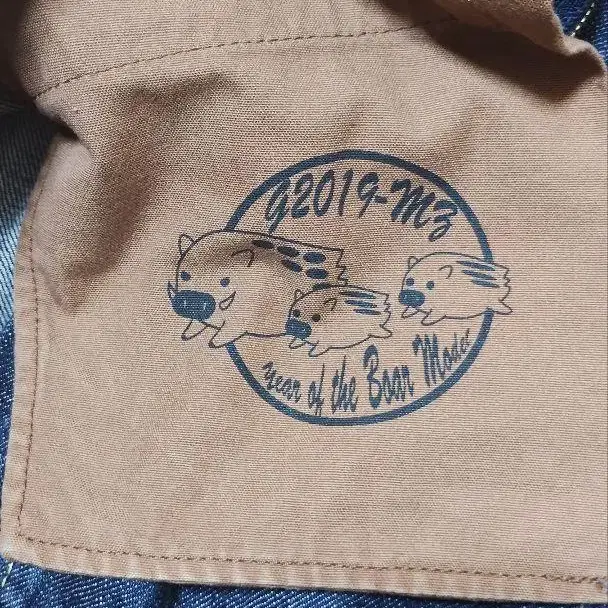 G2019-MZ
Year of the Boar Model